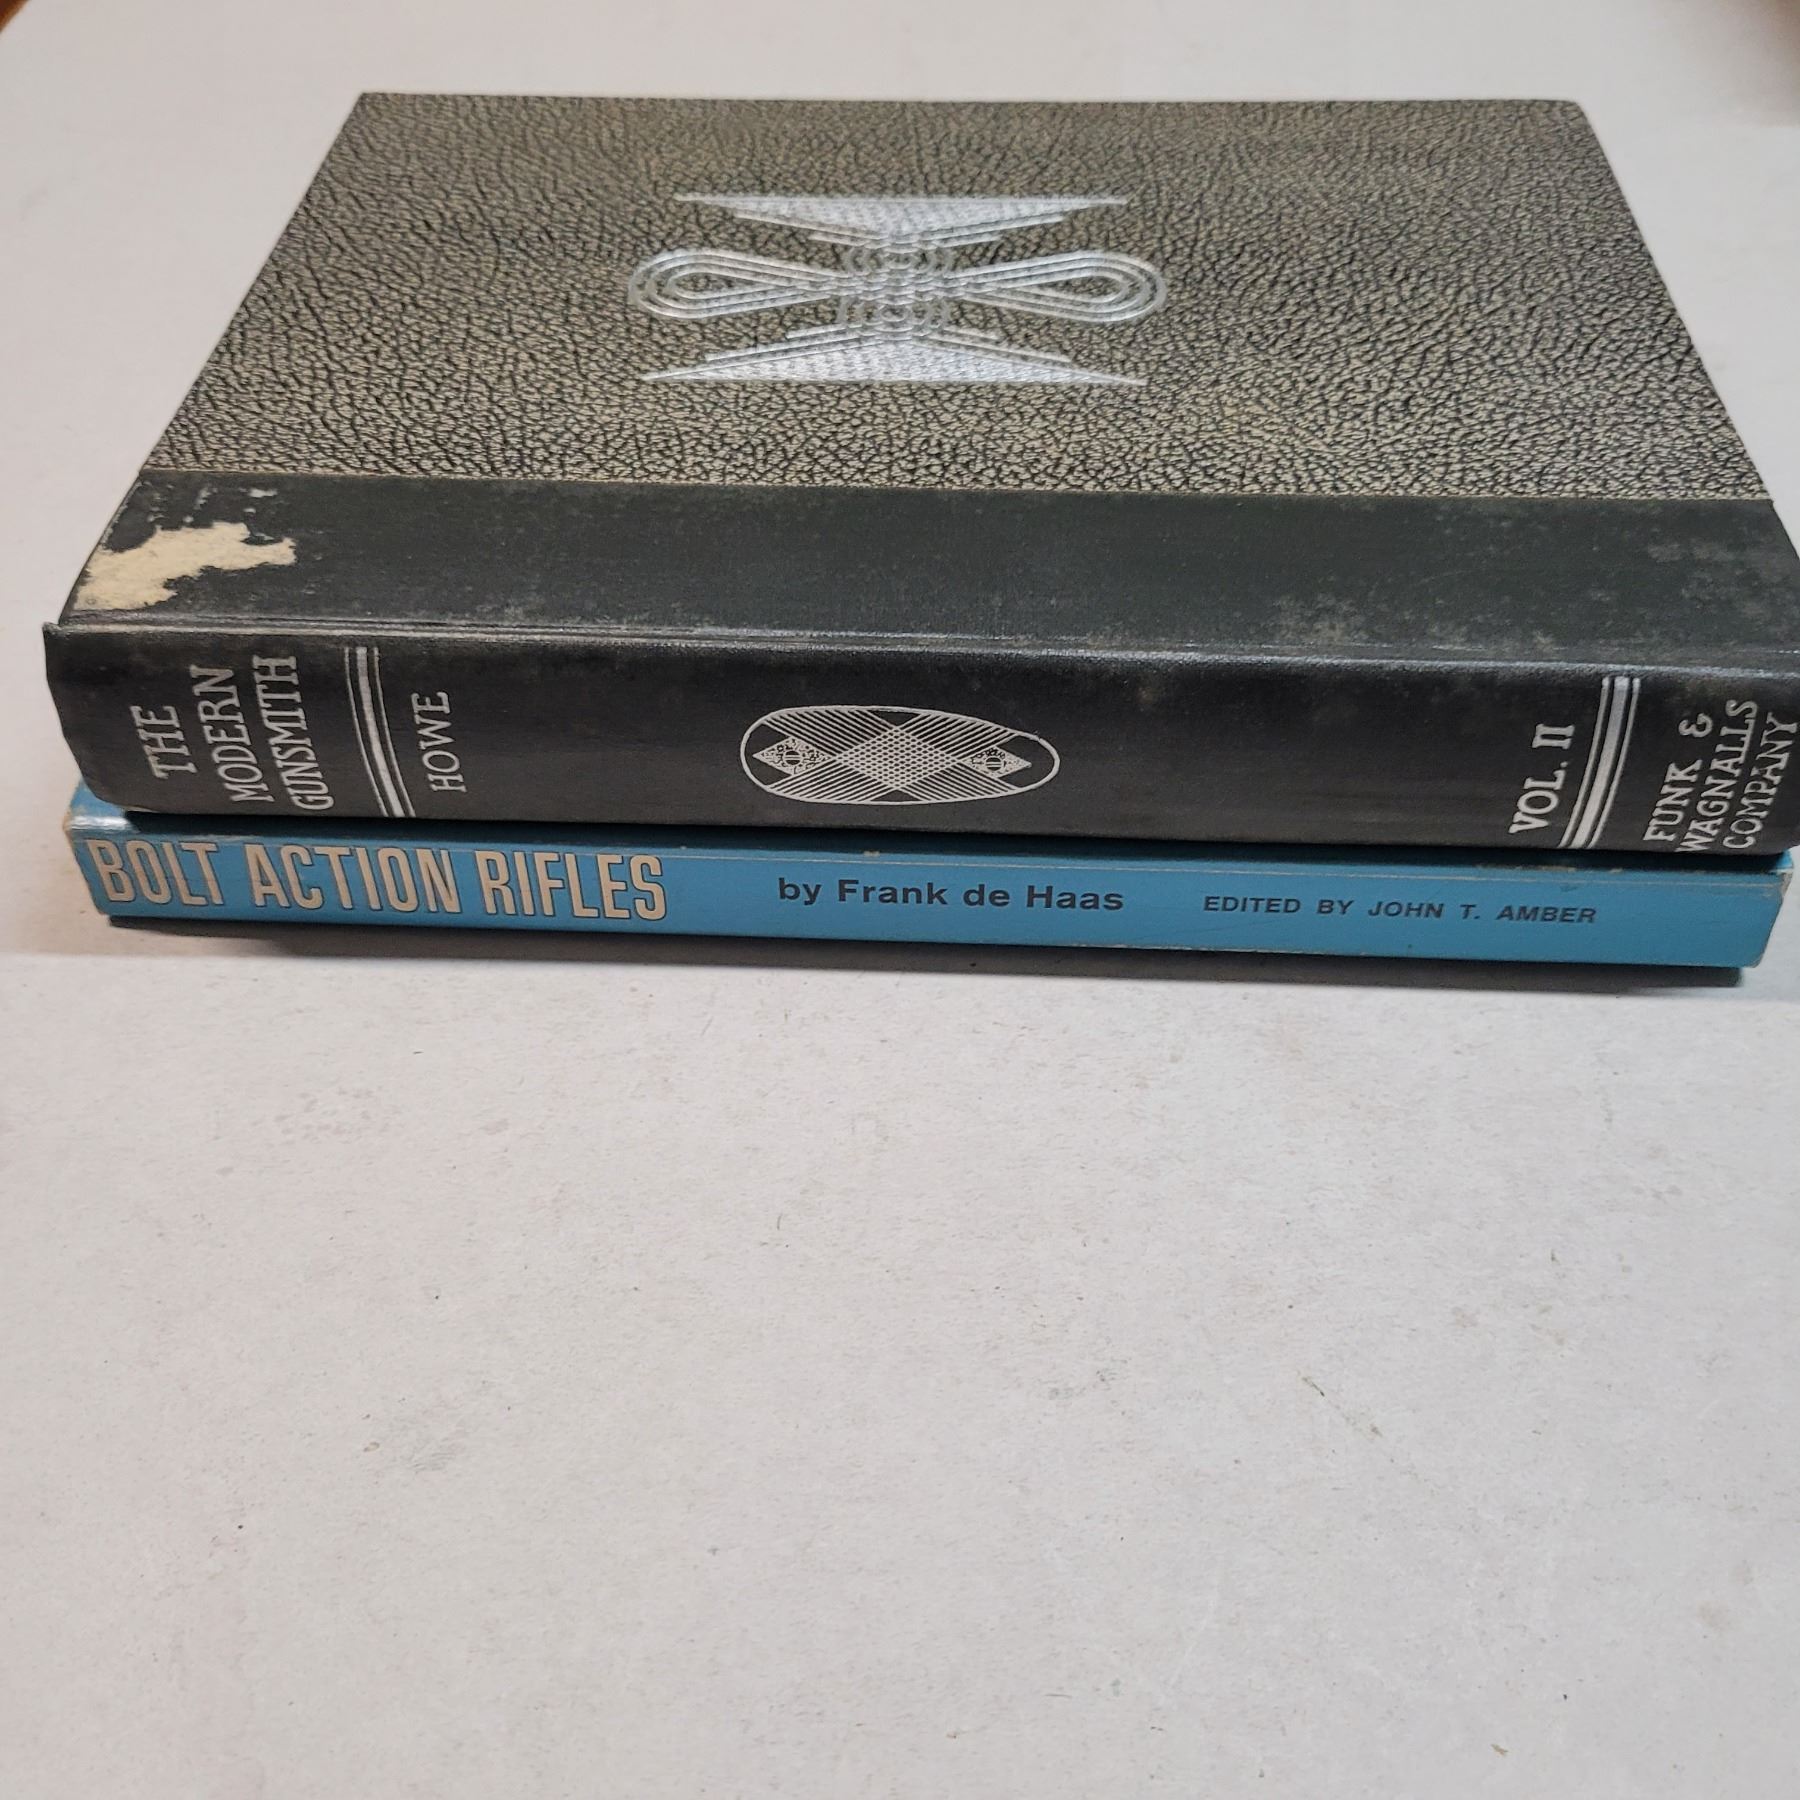 THE
MODERN
GUNSMITH
HOWE
VOL. II
FUNK &
WAGNALLS
COMPANY
BOLT ACTION RIFLES by Frank de Haas EDITED BY JOHN T. AMBER